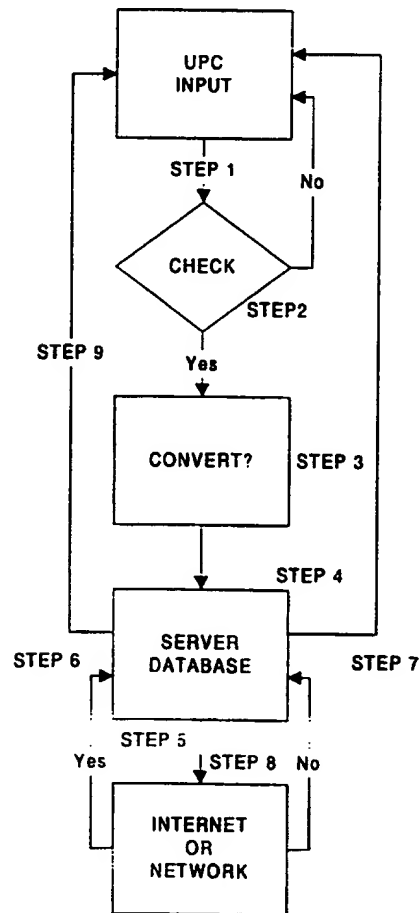 UPC
INPUT
STEP 1
No
CHECK
STEP2
STEP 9
Yes
CONVERT?
STEP 3
STEP 4
SERVER
DATABASE
STEP 6
STEP 7
STEP 5
Yes
STEP 8
No
INTERNET
OR
NETWORK